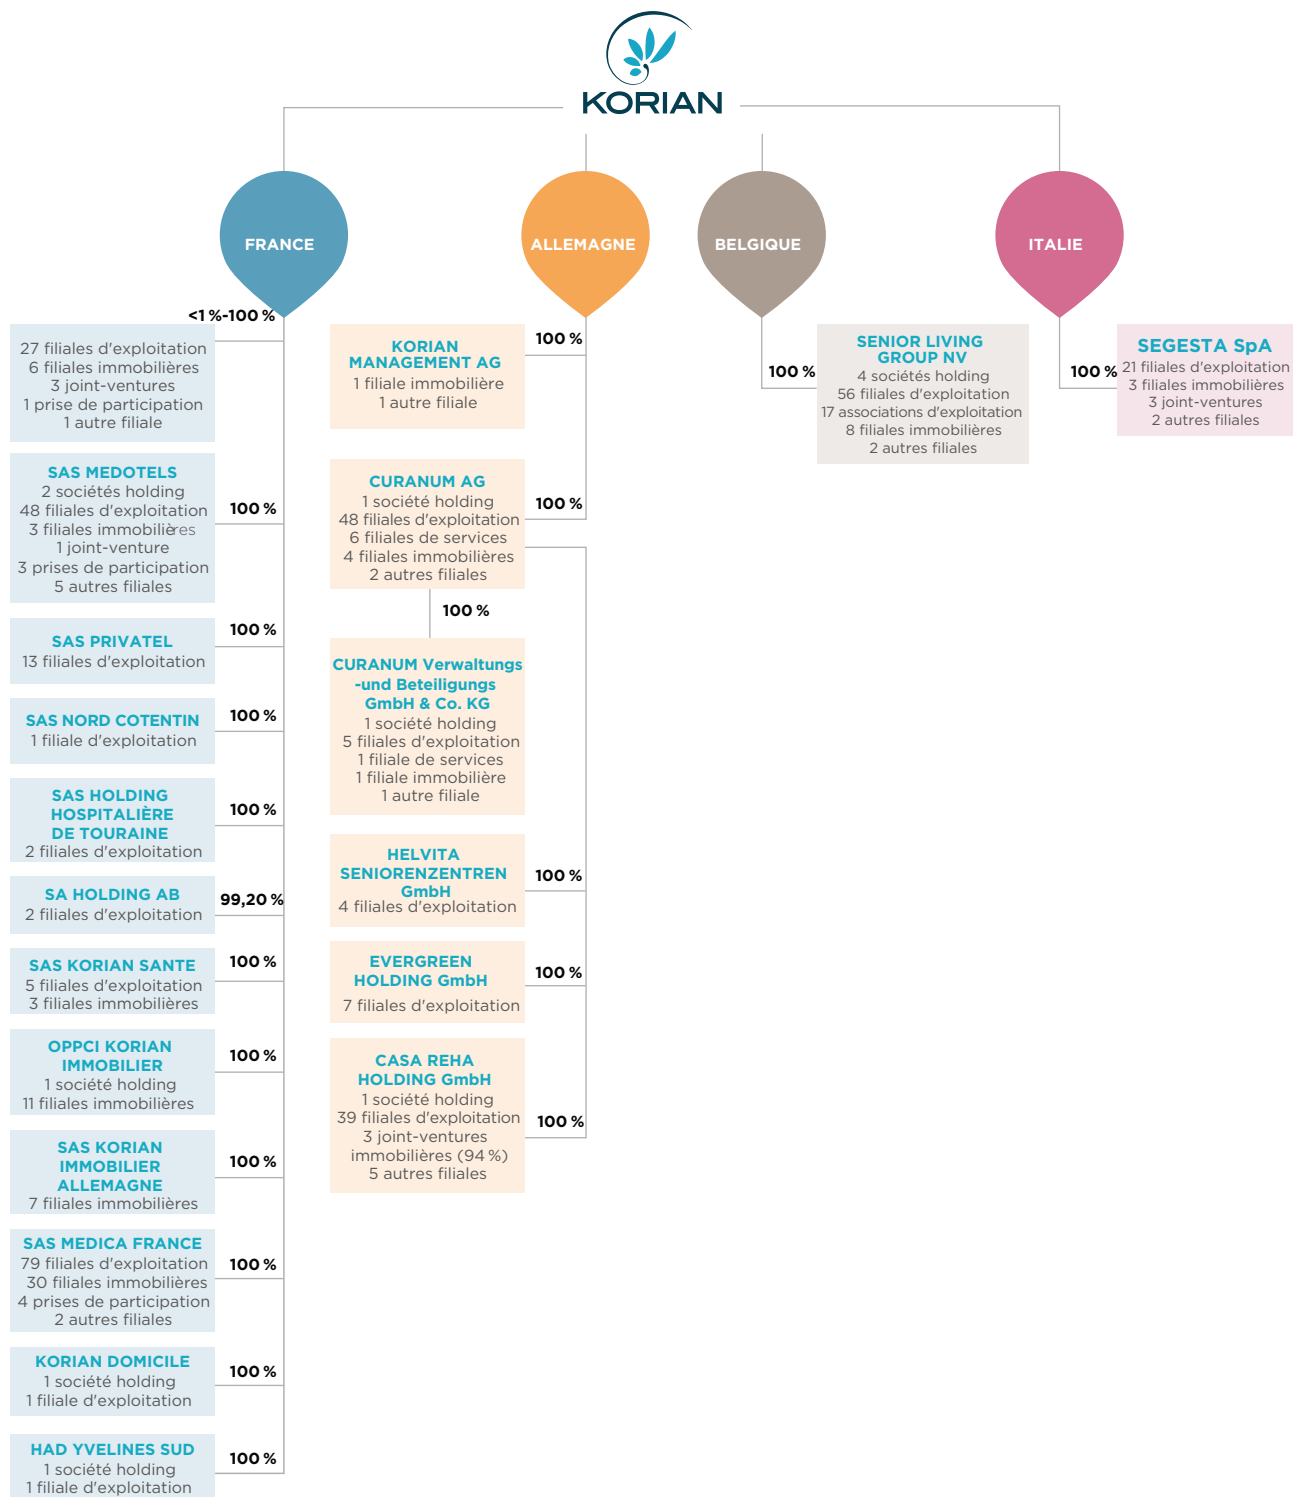 KORIAN
FRANCE
ALLEMAGNE
BELGIQUE
ITALIE
<1 %-100 %
27 filiales d'exploitation
6 filiales immobilières
3 joint-ventures
1 prise de participation
1 autre filiale
SAS MEDOTELS
2 sociétés holding
48 filiales d'exploitation
3 filiales immobilières
1 joint-venture
3 prises de participation
5 autres filiales
100 %
SAS PRIVATEL
13 filiales d'exploitation
100 %
SAS NORD COTENTIN
1 filiale d'exploitation
100 %
SAS HOLDING
HOSPITALIÈRE
DE TOURAINE
2 filiales d'exploitation
100 %
SA HOLDING AB
2 filiales d'exploitation
99,20 %
SAS KORIAN SANTE
5 filiales d'exploitation
3 filiales immobilières
100 %
OPPCI KORIAN
IMMOBILIER
1 société holding
11 filiales immobilières
100 %
SAS KORIAN
IMMOBILIER
ALLEMAGNE
7 filiales immobilières
100 %
SAS MEDICA FRANCE
79 filiales d'exploitation
30 filiales immobilières
4 prises de participation
2 autres filiales
100 %
KORIAN DOMICILE
1 société holding
1 filiale d'exploitation
100 %
HAD YVELINES SUD
1 société holding
1 filiale d'exploitation
100 %
KORIAN
MANAGEMENT AG
1 filiale immobilière
1 autre filiale
100 %
CURANUM AG
1 société holding
48 filiales d'exploitation
6 filiales de services
4 filiales immobilières
2 autres filiales
100 %
100 %
CURANUM Verwaltungs
-und Beteiligungs
GmbH & Co. KG
1 société holding
5 filiales d'exploitation
1 filiale de services
1 filiale immobilière
1 autre filiale
HELVITA
SENIORENZENTREN
GmbH
4 filiales d'exploitation
100 %
EVERGREEN
HOLDING GmbH
7 filiales d'exploitation
100 %
CASA REHA
HOLDING GmbH
1 société holding
39 filiales d'exploitation
3 joint-ventures
immobilières (94 %)
5 autres filiales
100 %
100 %
SENIOR LIVING
GROUP NV
4 sociétés holding
56 filiales d'exploitation
17 associations d'exploitation
8 filiales immobilières
2 autres filiales
100 %
SEGESTA SpA
21 filiales d'exploitation
3 filiales immobilières
3 joint-ventures
2 autres filiales